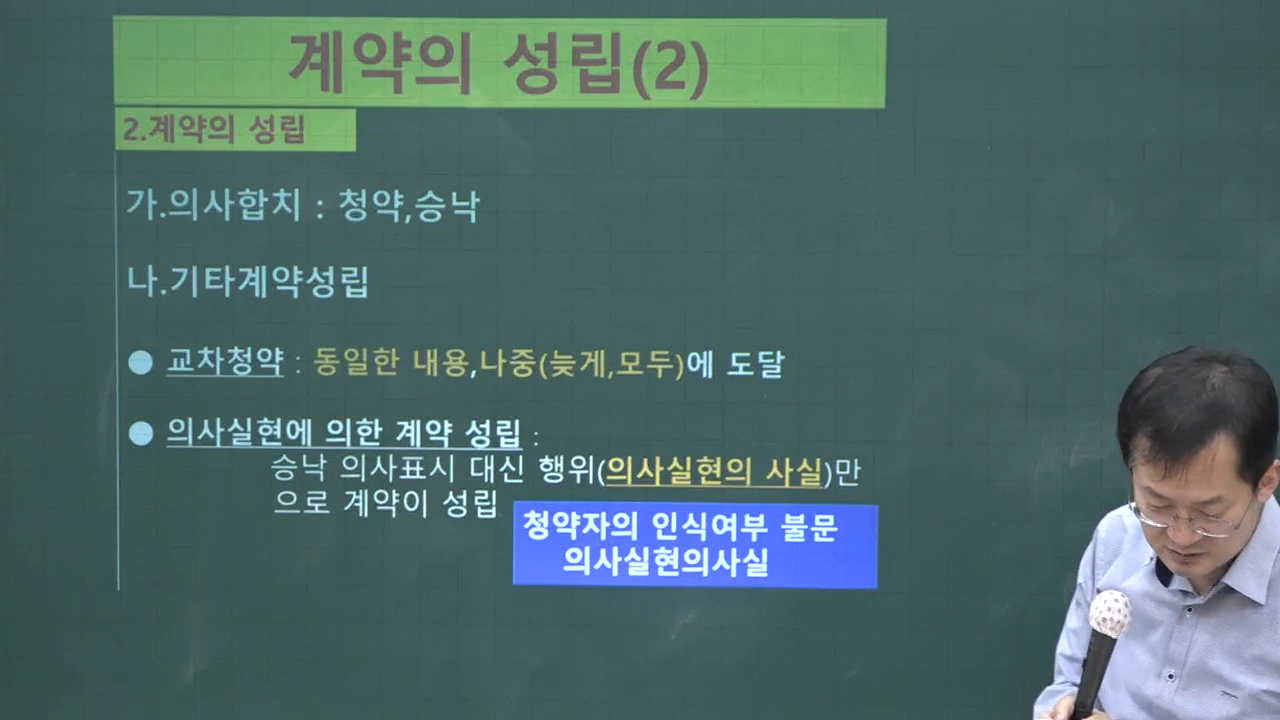 계약의 성립(2)
2.계약의 성립
가.의사합치 : 청약,승낙
나.기타계약성립
● 교차청약 : 동일한 내용,나중(늦게,모두)에 도달
● 의사실현에 의한 계약 성립 :
승낙 의사표시 대신 행위(의사실현의 사실)만
으로 계약이 성립
청약자의 인식여부 불문
의사실현의사실